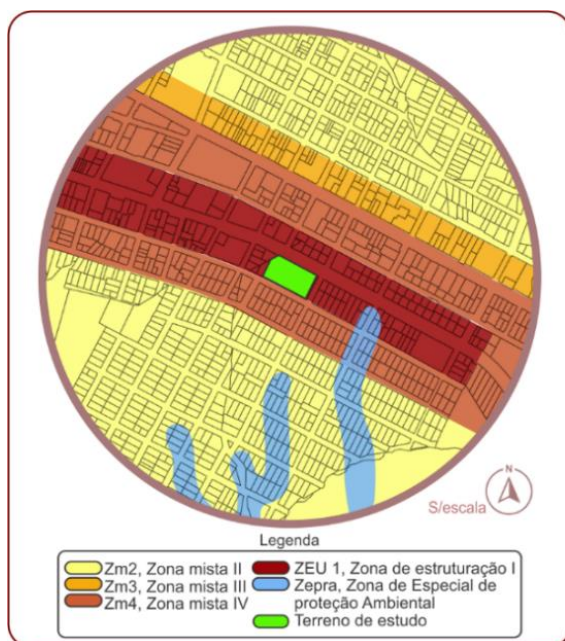 N
S/escala
Legenda
Zm2, Zona mista II
Zm3, Zona mista III
Zm4, Zona mista IV
ZEU 1, Zona de estruturação I
Zepra, Zona de Especial de
proteção Ambiental
Terreno de estudo